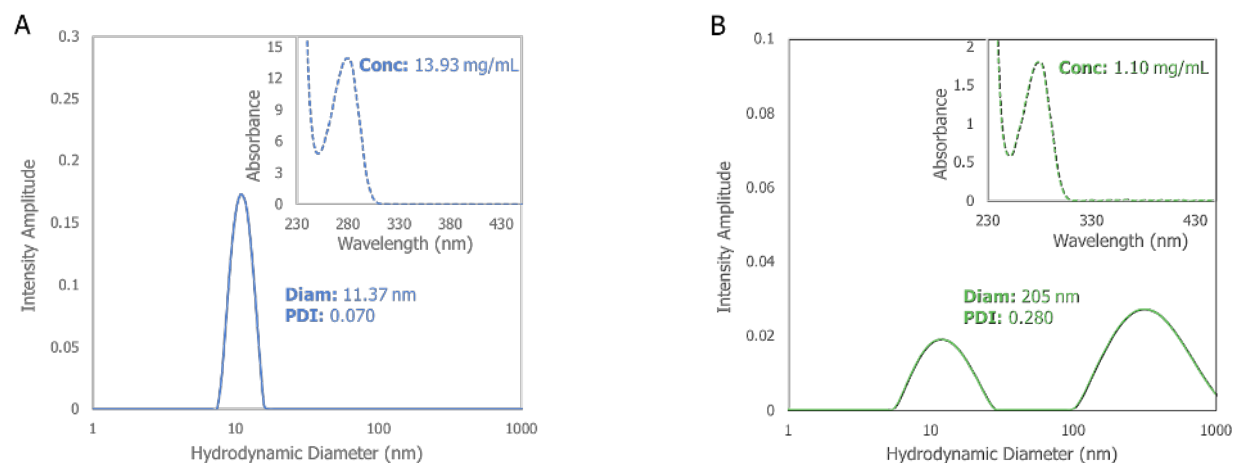 A
Intensity Amplitude
0.3
0.25
0.2
0.15
0.1
0.05
0
1
10
100
1000
Hydrodynamic Diameter (nm)
Absorbance
15
12
9
6
3
0
230
280
330
380
430
Wavelength (nm)
Conc: 13.93 mg/mL
Diam: 11.37 nm
PDI: 0.070
B
Intensity Amplitude
0.1
0.08
0.06
0.04
0.02
0
1
10
100
1000
Hydrodynamic Diameter (nm)
Absorbance
2
1.5
1
0.5
0
230
330
430
Wavelength (nm)
Conc: 1.10 mg/mL
Diam: 205 nm
PDI: 0.280